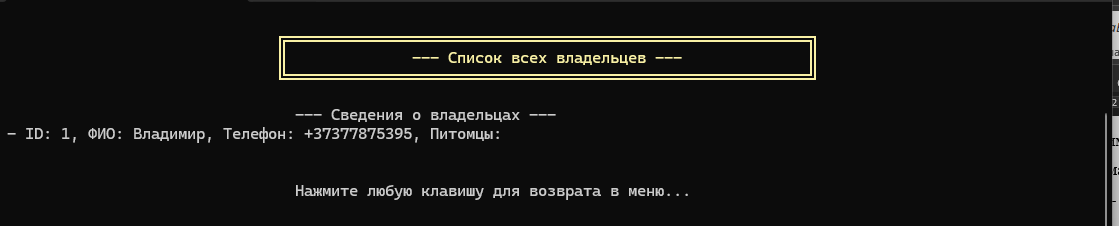 --- Список всех владельцев ---
--- Сведения о владельцах ---
- ID: 1, ФИО: Владимир, Телефон: +37377875395, Питомцы:
Нажмите любую клавишу для возврата в меню...